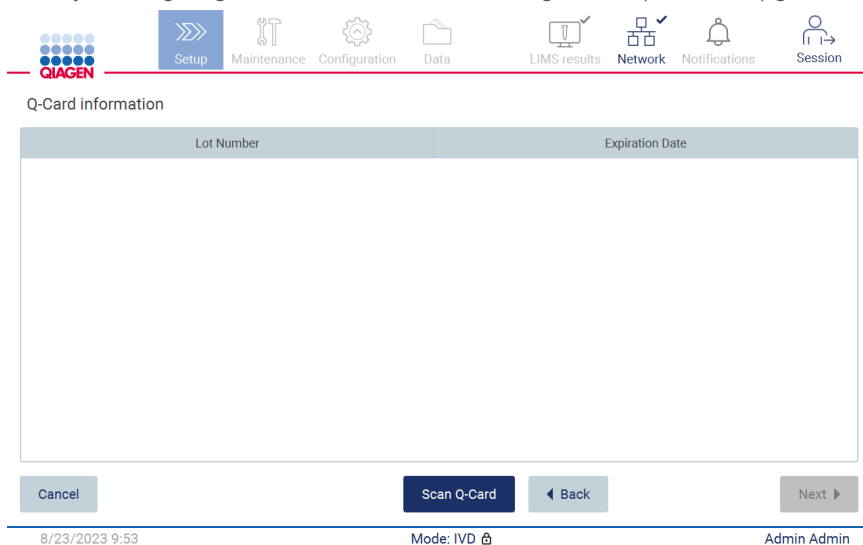 QIAGEN
Setup Maintenance Configuration Data LIMS results Network Notifications Session
Q-Card information
Lot Number Expiration Date
Cancel Scan Q-Card Back Next
8/23/2023 9:53 Mode: IVD Admin Admin